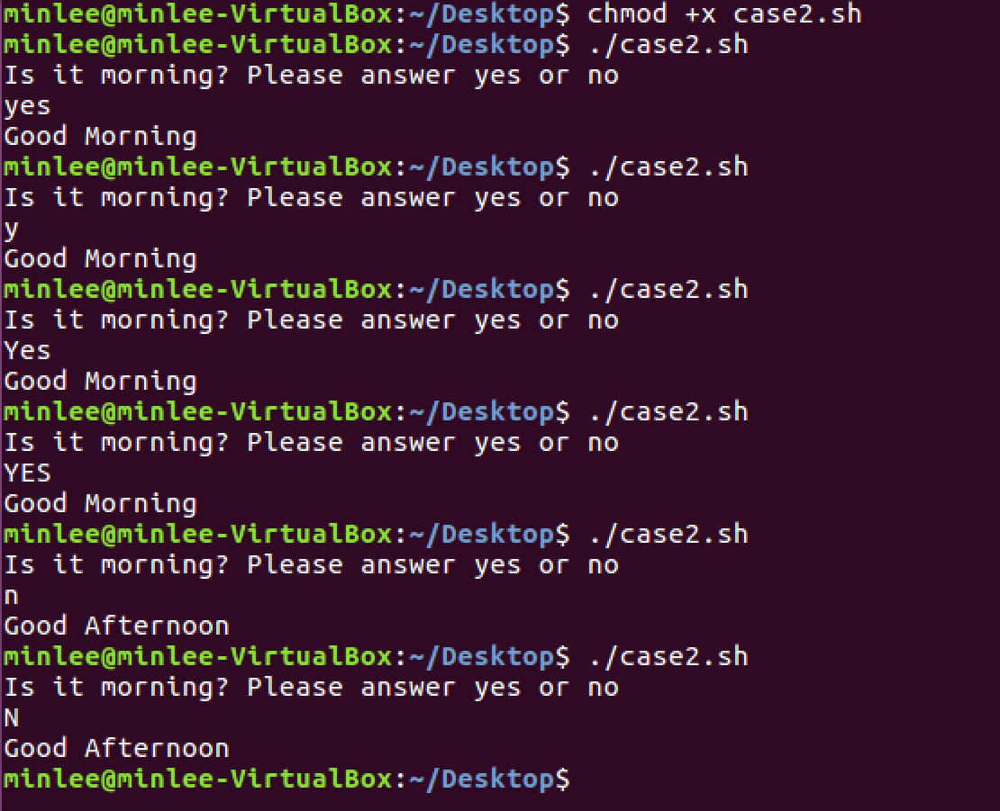 minlee@minlee-VirtualBox:~/Desktop$ chmod +x case2.sh
minlee@minlee-VirtualBox:~/Desktop$ ./case2.sh
Is it morning? Please answer yes or no
yes
Good Morning
minlee@minlee-VirtualBox:~/Desktop$ ./case2.sh
Is it morning? Please answer yes or no
y
Good Morning
minlee@minlee-VirtualBox:~/Desktop$ ./case2.sh
Is it morning? Please answer yes or no
Yes
Good Morning
minlee@minlee-VirtualBox:~/Desktop$ ./case2.sh
Is it morning? Please answer yes or no
YES
Good Morning
minlee@minlee-VirtualBox:~/Desktop$ ./case2.sh
Is it morning? Please answer yes or no
n
Good Afternoon
minlee@minlee-VirtualBox:~/Desktop$ ./case2.sh
Is it morning? Please answer yes or no
N
Good Afternoon
minlee@minlee-VirtualBox:~/Desktop$